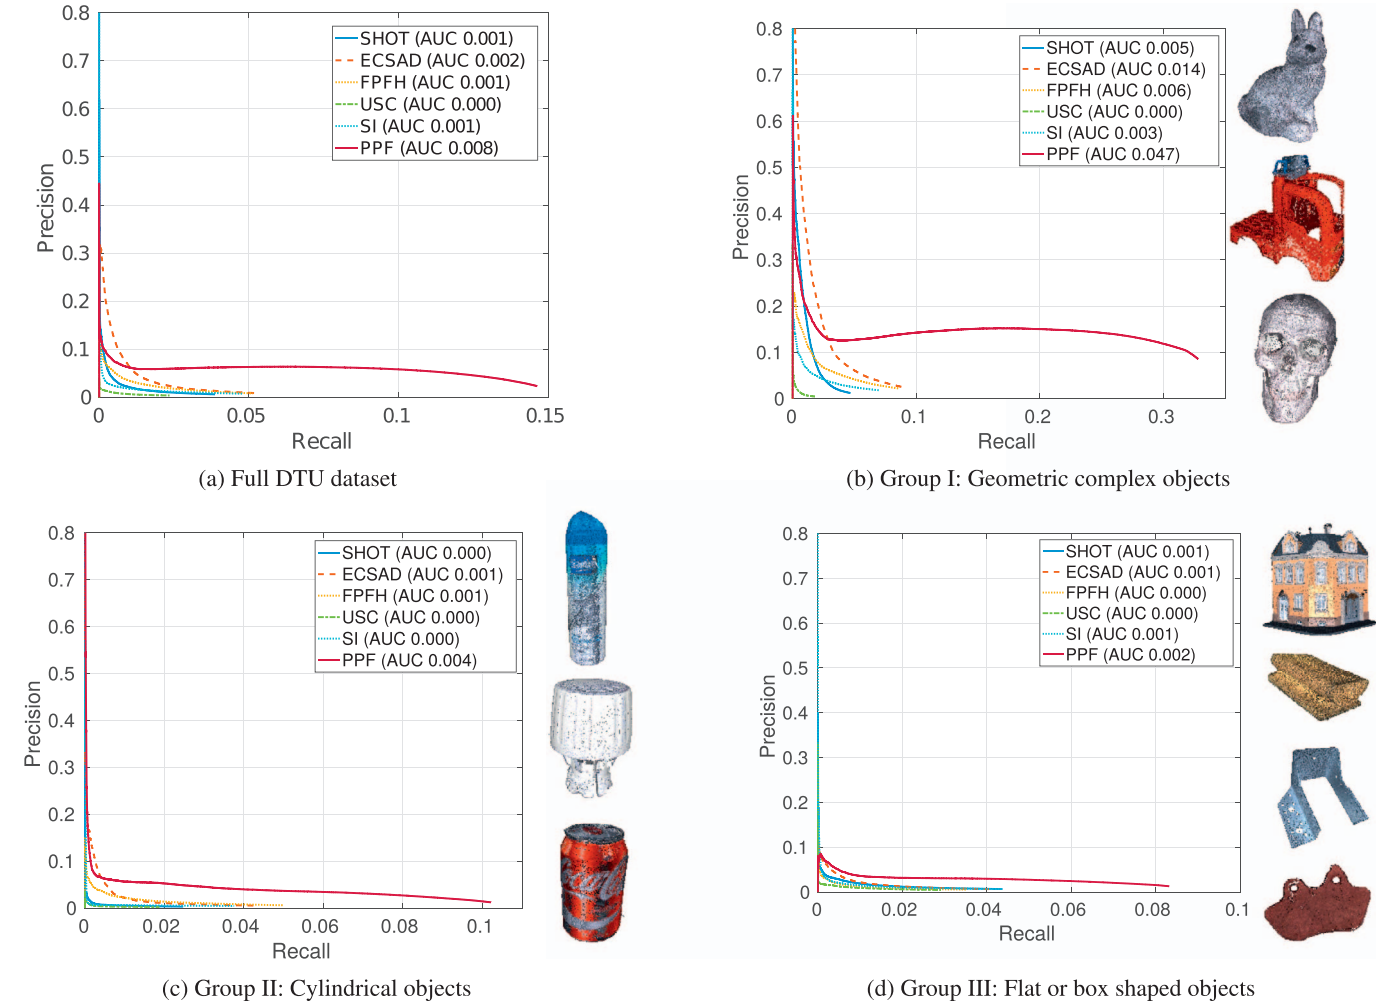 0.8
0.7
0.6
0.5
0.4
0.3
0.2
0.1
0
Precision
SHOT (AUC 0.001)
ECSAD (AUC 0.002)
FPFH (AUC 0.001)
USC (AUC 0.000)
SI (AUC 0.001)
PPF (AUC 0.008)
0 0.05 0.1 0.15
Recall
(a) Full DTU dataset
0.8
0.7
0.6
0.5
0.4
0.3
0.2
0.1
0
Precision
SHOT (AUC 0.005)
ECSAD (AUC 0.014)
FPFH (AUC 0.006)
USC (AUC 0.000)
SI (AUC 0.003)
PPF (AUC 0.047)
0 0.1 0.2 0.3
Recall
(b) Group I: Geometric complex objects
0.8
0.7
0.6
0.5
0.4
0.3
0.2
0.1
0
Precision
SHOT (AUC 0.000)
ECSAD (AUC 0.001)
FPFH (AUC 0.001)
USC (AUC 0.000)
SI (AUC 0.000)
PPF (AUC 0.004)
0 0.02 0.04 0.06 0.08 0.1
Recall
(c) Group II: Cylindrical objects
0.8
0.7
0.6
0.5
0.4
0.3
0.2
0.1
0
Precision
SHOT (AUC 0.001)
ECSAD (AUC 0.001)
FPFH (AUC 0.000)
USC (AUC 0.000)
SI (AUC 0.001)
PPF (AUC 0.002)
0 0.02 0.04 0.06 0.08 0.1
Recall
(d) Group III: Flat or box shaped objects